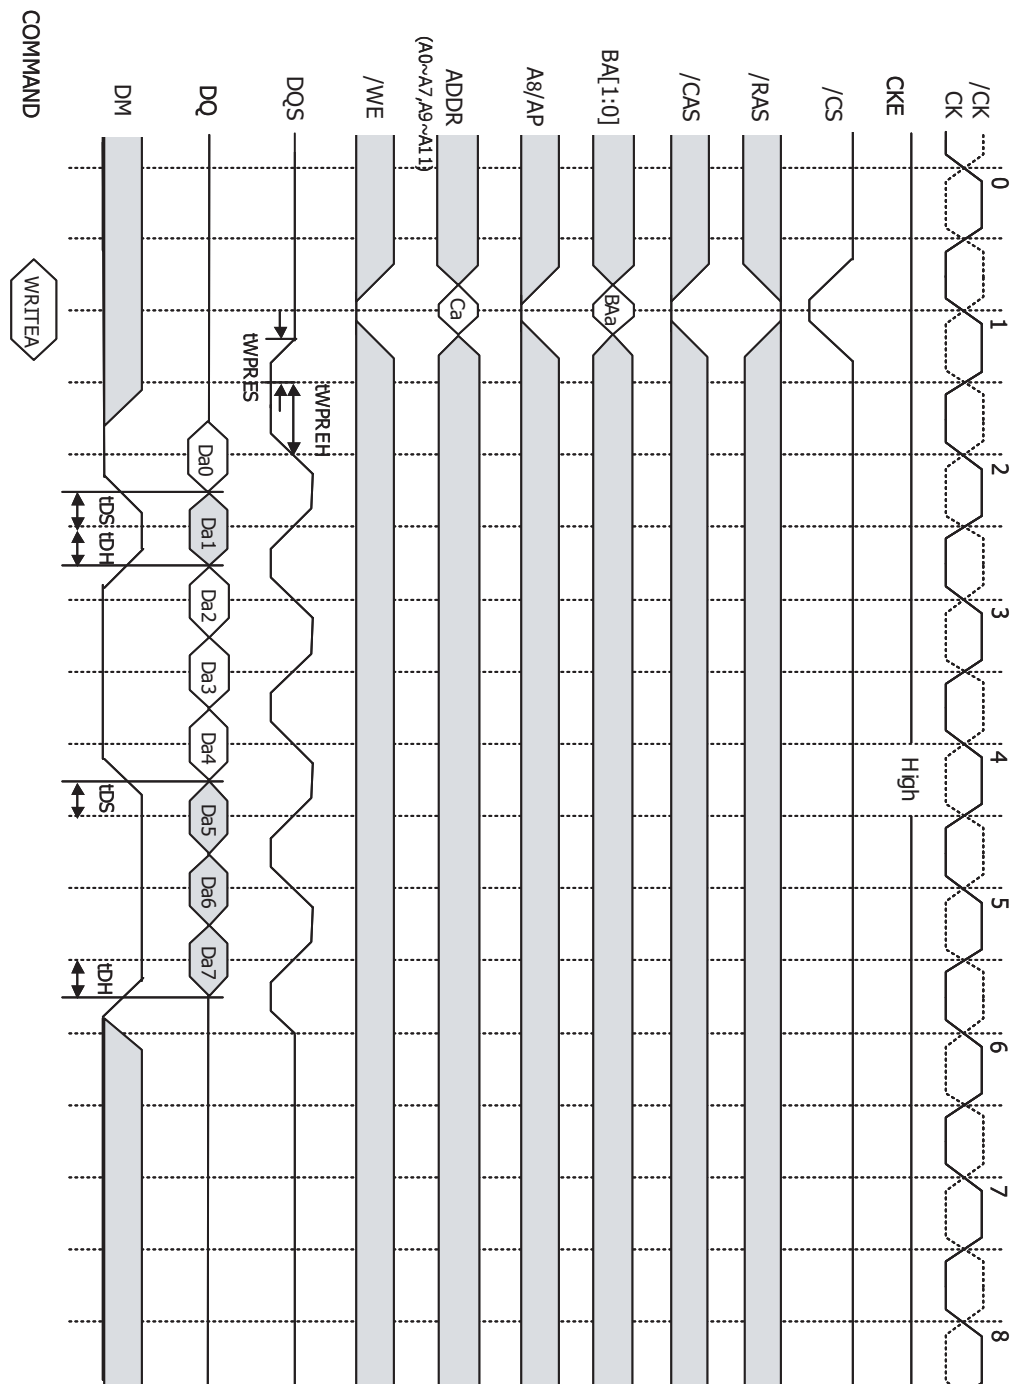 0 1 2 3 4 5 6 7 8
/CK
CK
CKE
High
/CS
/RAS
/CAS
BA[1:0]
BAa
A8/AP
ADDR
(A0~A7,A9~A11)
Ca
/WE
DQS
tWPREH
tWPRES
DQ
Da0 Da1 Da2 Da3 Da4 Da5 Da6 Da7
DM
tDS tDH tDS tDH
COMMAND
WRITEA